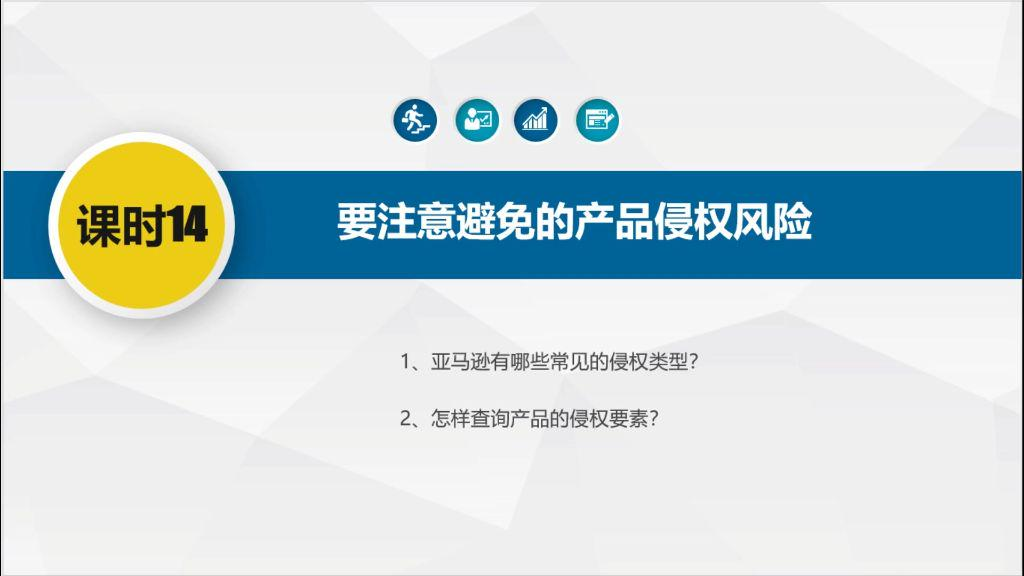 课时14
要注意避免的产品侵权风险
1、亚马逊有哪些常见的侵权类型？
2、怎样查询产品的侵权要素？